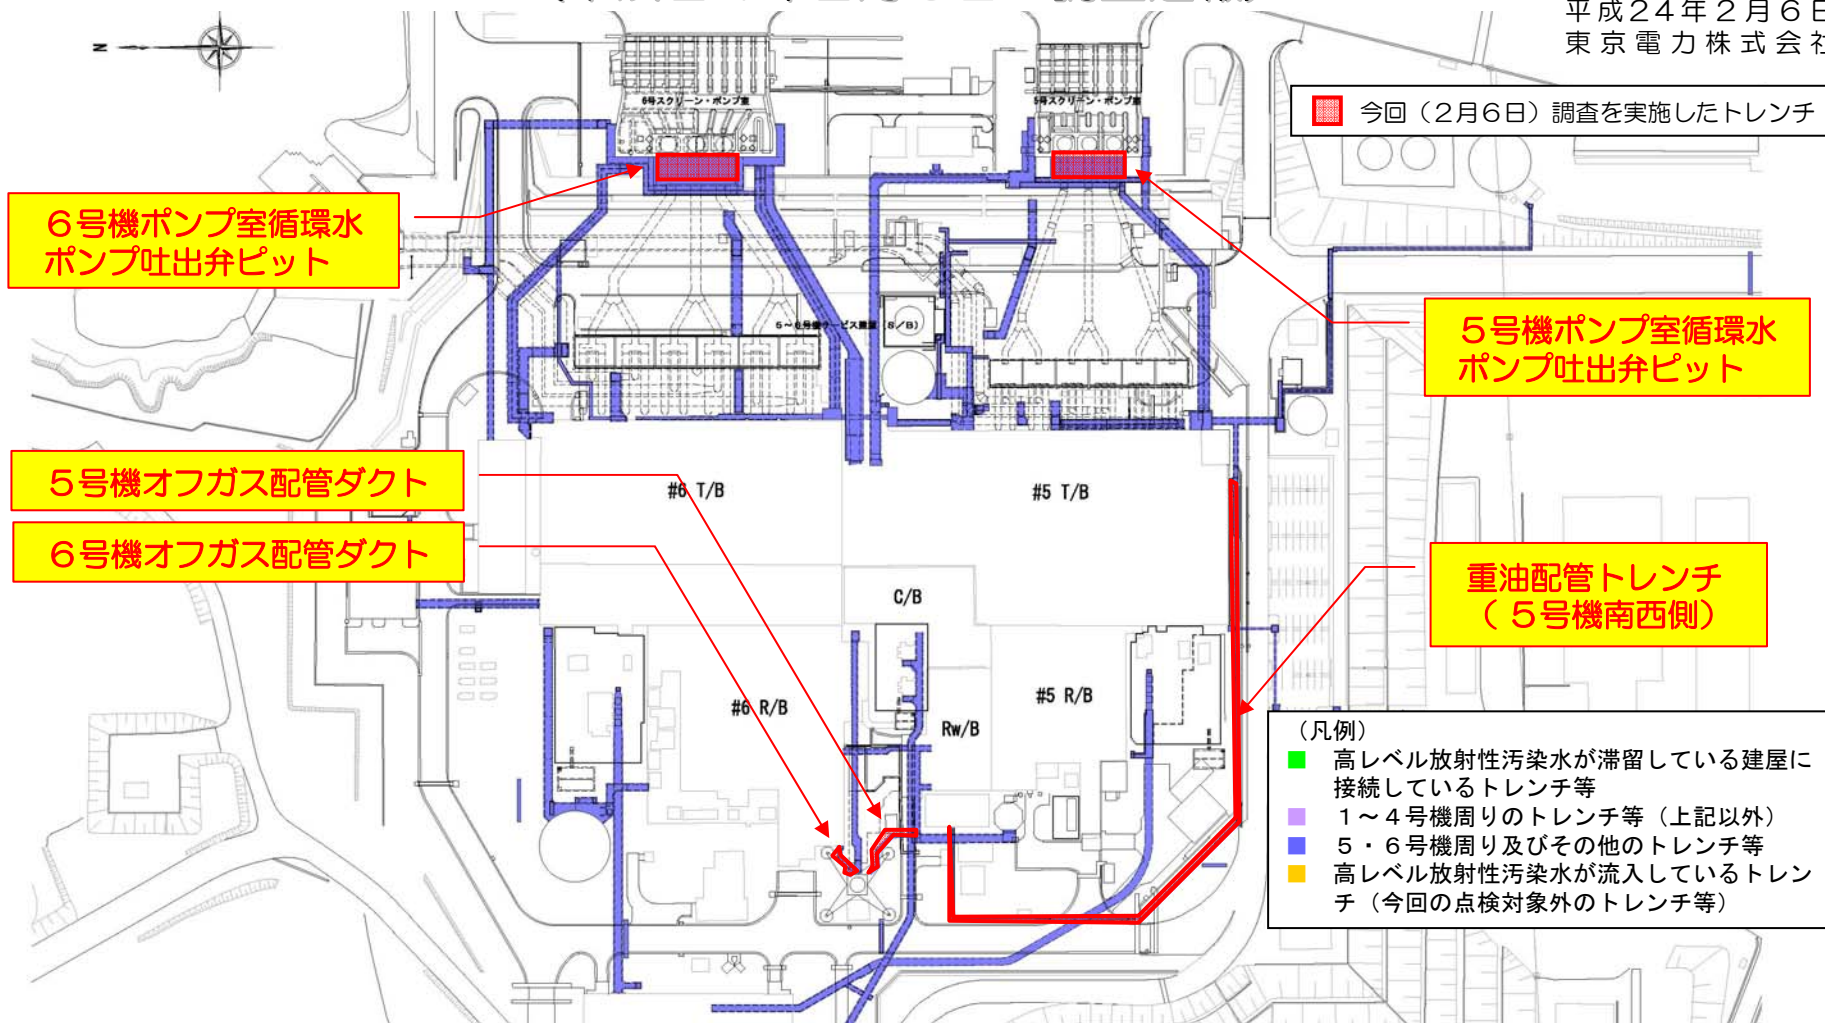 平成24年2月6日
東京電力株式会社
N
今回（2月6日）調査を実施したトレンチ
6号スクリーン・ポンプ室
5号スクリーン・ポンプ室
6号機ポンプ室循環水
ポンプ吐出弁ピット
5号機ポンプ室循環水
ポンプ吐出弁ピット
5～6号機サービス建屋（S／B）
5号機オフガス配管ダクト
6号機オフガス配管ダクト
#6 T/B
#5 T/B
重油配管トレンチ
（5号機南西側）
C/B
#6 R/B
#5 R/B
Rw/B
（凡例）
高レベル放射性汚染水が滞留している建屋に
接続しているトレンチ等
1～4号機周りのトレンチ等（上記以外）
5・6号機周り及びその他のトレンチ等
高レベル放射性汚染水が流入しているトレン
チ（今回の点検対象外のトレンチ等）